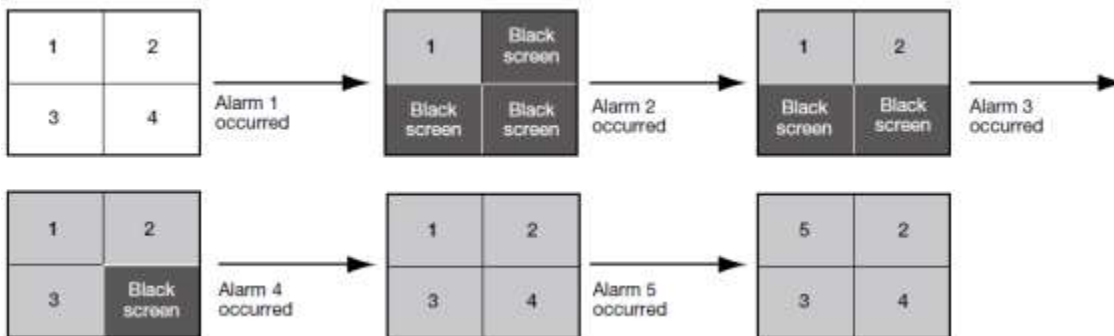 1 2
3 4
Alarm 1
occurred
1 Black
screen
Black
screen
Black
screen
Alarm 2
occurred
1 2
Black
screen
Black
screen
Alarm 3
occurred
1 2
3 Black
screen
Alarm 4
occurred
1 2
3 4
Alarm 5
occurred
5 2
3 4